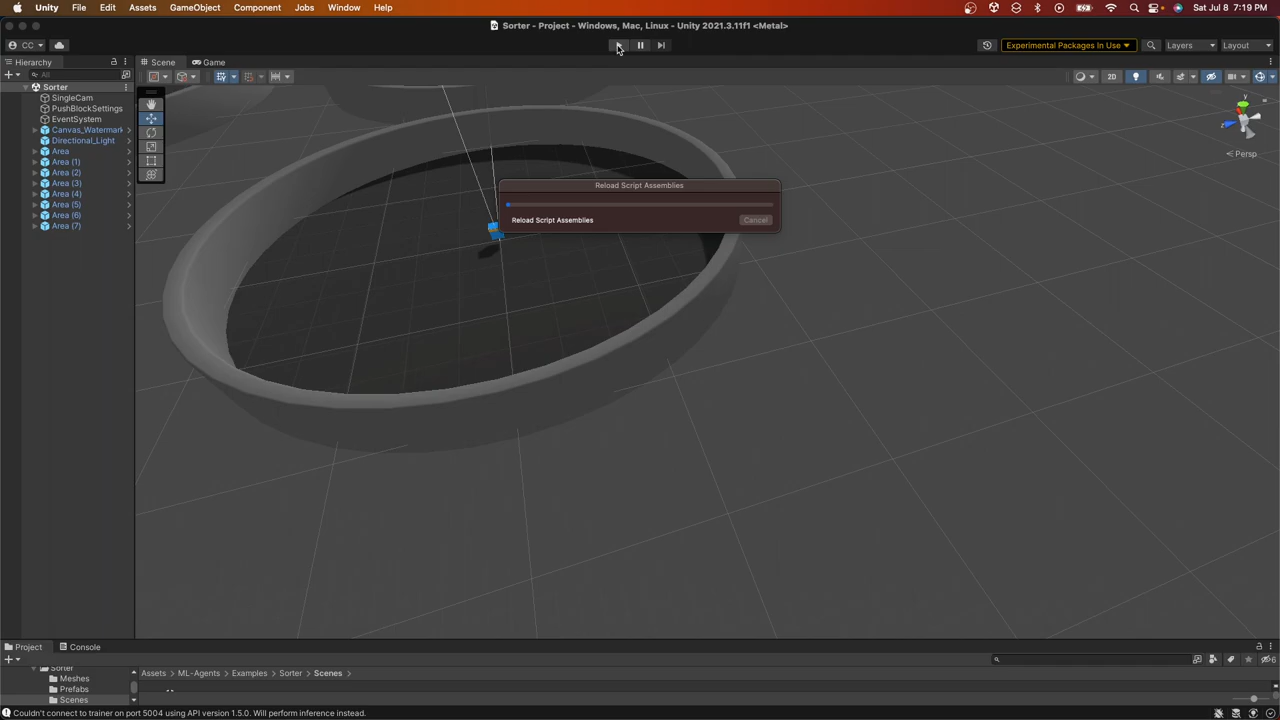 Unity File Edit Assets GameObject Component Jobs Window Help Sat Jul 8 7:19 PM
Sorter - Project - Windows, Mac, Linux - Unity 2021.3.11f1 <Metal>
CC Experimental Packages In Use Layers Layout
Hierarchy
Scene Game
All
2D
Sorter
SingleCam
PushBlockSettings
EventSystem
Canvas_Watermark
Directional_Light
Area
Area (1)
Area (2)
Area (3)
Area (4)
Area (5)
Area (6)
Area (7)
y
Persp
Reload Script Assemblies
Reload Script Assemblies Cancel
Project Console
6
Sorter
Meshes
Prefabs
Scenes
Assets > ML-Agents > Examples > Sorter > Scenes >
Couldn't connect to trainer on port 5004 using API version 1.5.0. Will perform inference instead.